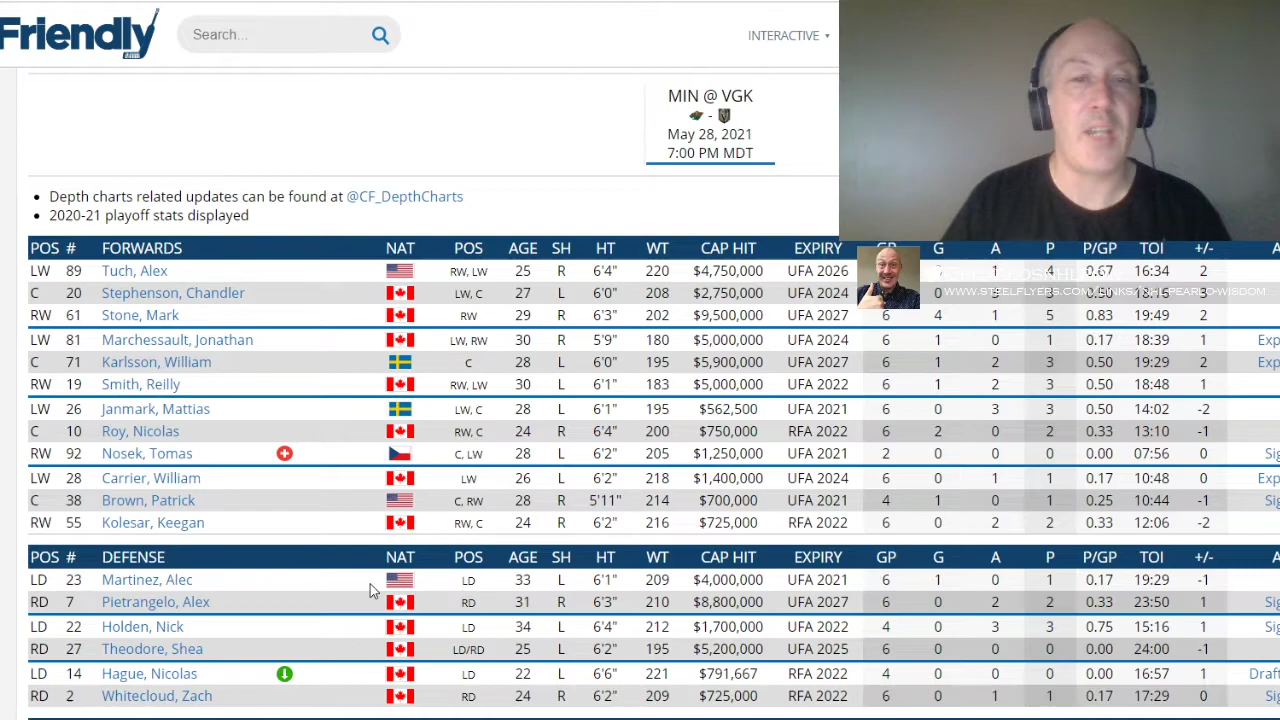 Friendly
.com
Search...
INTERACTIVE
MIN @ VGK
-
May 28, 2021
7:00 PM MDT
• Depth charts related updates can be found at @CF_DepthCharts
• 2020-21 playoff stats displayed
POS # FORWARDS NAT POS AGE SH HT WT CAP HIT EXPIRY GP G A P P/GP TOI +/-
LW 89 Tuch, Alex RW, LW 25 R 6'4" 220 $4,750,000 UFA 2026 4 16:34 2
C 20 Stephenson, Chandler LW, C 27 L 6'0" 208 $2,750,000 UFA 2024 0 3 0.50 18:15 3
WWW.STEELFLYERS.COM
RW 61 Stone, Mark RW 29 R 6'3" 202 $9,500,000 UFA 2027 6 4 1 5 0.83 19:49 2
LW 81 Marchessault, Jonathan LW, RW 30 R 5'9" 180 $5,000,000 UFA 2024 6 1 0 1 0.17 18:39 1 Exp
C 71 Karlsson, William C 28 L 6'0" 195 $5,900,000 UFA 2027 6 1 2 3 0.50 19:29 2 Exp
RW 19 Smith, Reilly RW, LW 30 L 6'1" 183 $5,000,000 UFA 2022 6 1 2 3 0.50 18:48 1
LW 26 Janmark, Mattias LW, C 28 L 6'1" 195 $562,500 UFA 2021 6 0 3 3 0.50 14:02 -2
C 10 Roy, Nicolas RW, C 24 R 6'4" 200 $750,000 RFA 2022 6 2 0 2 0.33 13:10 -1
RW 92 Nosek, Tomas C, LW 28 L 6'2" 205 $1,250,000 UFA 2021 2 0 0 0 0.00 07:56 0 Sig
LW 28 Carrier, William LW 26 L 6'2" 218 $1,400,000 UFA 2024 6 0 1 1 0.17 10:48 0 Exp
C 38 Brown, Patrick C, RW 28 R 5'11" 214 $700,000 UFA 2021 4 1 0 1 0.25 10:44 -1 Sig
RW 55 Kolesar, Keegan RW, C 24 R 6'2" 216 $725,000 RFA 2022 6 0 2 2 0.33 12:06 -2
POS # DEFENSE NAT POS AGE SH HT WT CAP HIT EXPIRY GP G A P P/GP TOI +/- A
LD 23 Martinez, Alec LD 33 L 6'1" 209 $4,000,000 UFA 2021 6 1 0 1 0.17 19:29 -1
RD 7 Pietrangelo, Alex RD 31 R 6'3" 210 $8,800,000 UFA 2027 6 0 2 2 0.33 23:50 1 Sig
LD 22 Holden, Nick LD 34 L 6'4" 212 $1,700,000 UFA 2022 4 0 3 3 0.75 15:16 1 Sig
RD 27 Theodore, Shea LD/RD 25 L 6'2" 195 $5,200,000 UFA 2025 6 0 0 0 0.00 24:00 -1
LD 14 Hague, Nicolas LD 22 L 6'6" 221 $791,667 RFA 2022 4 0 0 0 0.00 16:57 1 Draft
RD 2 Whitecloud, Zach RD 24 R 6'2" 209 $725,000 RFA 2022 6 0 1 1 0.17 17:29 0 Sig